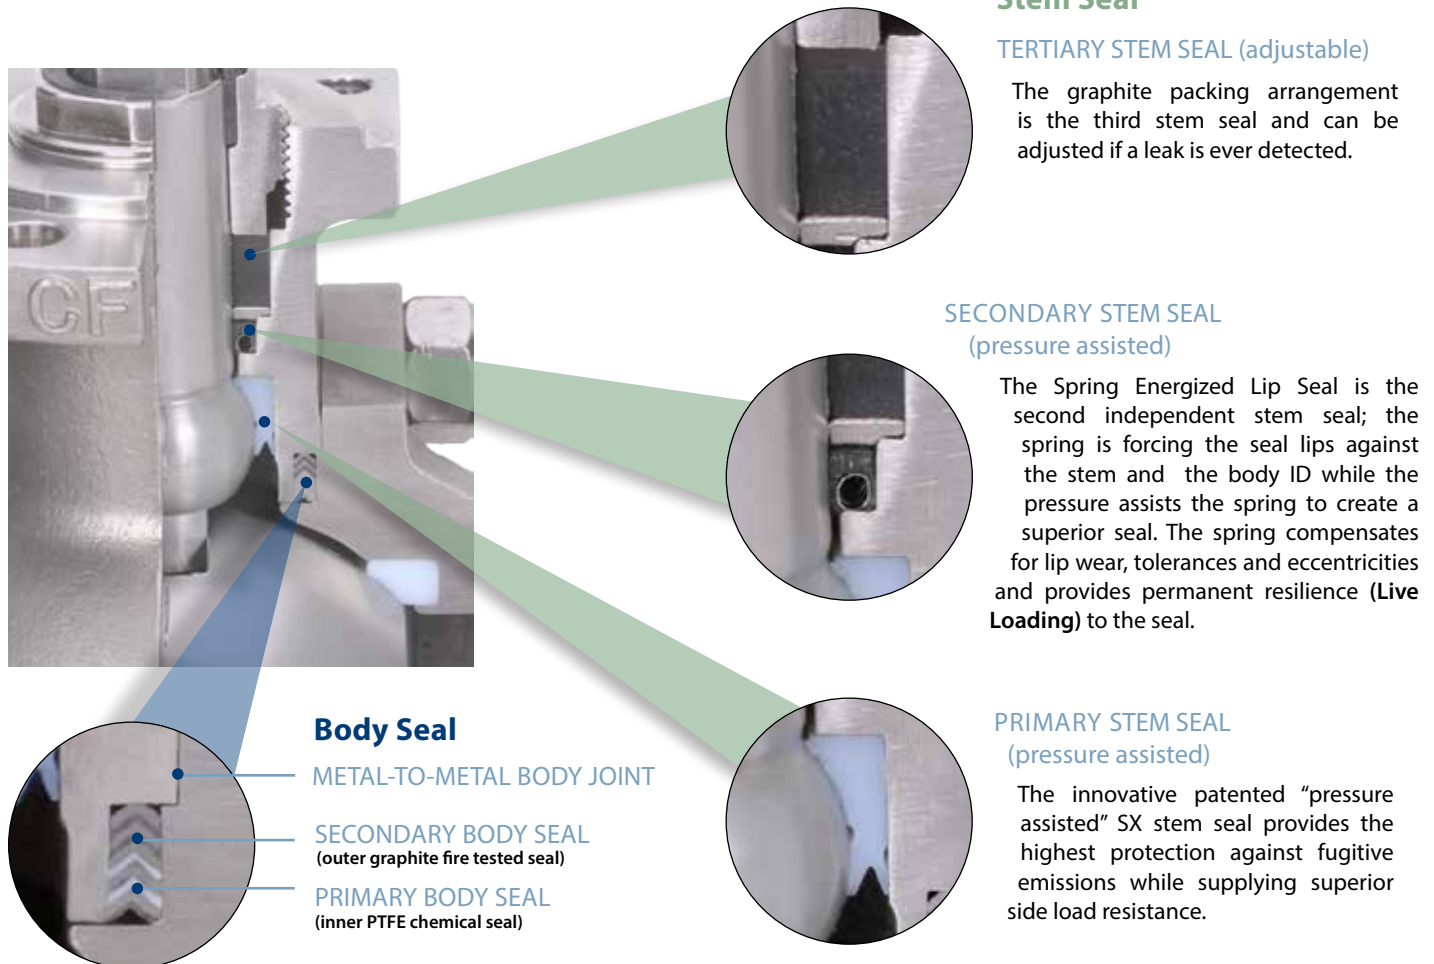 Stem Seal
TERTIARY STEM SEAL (adjustable)
The graphite packing arrangement
is the third stem seal and can be
adjusted if a leak is ever detected.
CF
SECONDARY STEM SEAL
(pressure assisted)
The Spring Energized Lip Seal is the
second independent stem seal; the
spring is forcing the seal lips against
the stem and the body ID while the
pressure assists the spring to create a
superior seal. The spring compensates
for lip wear, tolerances and eccentricities
and provides permanent resilience (Live
Loading) to the seal.
Body Seal
METAL-TO-METAL BODY JOINT
SECONDARY BODY SEAL
(outer graphite fire tested seal)
PRIMARY BODY SEAL
(inner PTFE chemical seal)
PRIMARY STEM SEAL
(pressure assisted)
The innovative patented “pressure
assisted” SX stem seal provides the
highest protection against fugitive
emissions while supplying superior
side load resistance.